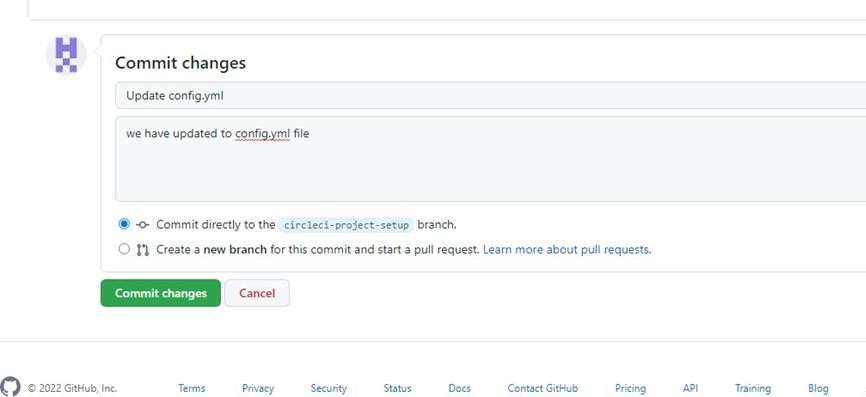 Commit changes
Update config.yml
we have updated to config.yml file
Commit directly to the circleci-project-setup branch.
Create a new branch for this commit and start a pull request. Learn more about pull requests.
Commit changes Cancel
© 2022 GitHub, Inc. Terms Privacy Security Status Docs Contact GitHub Pricing API Training Blog